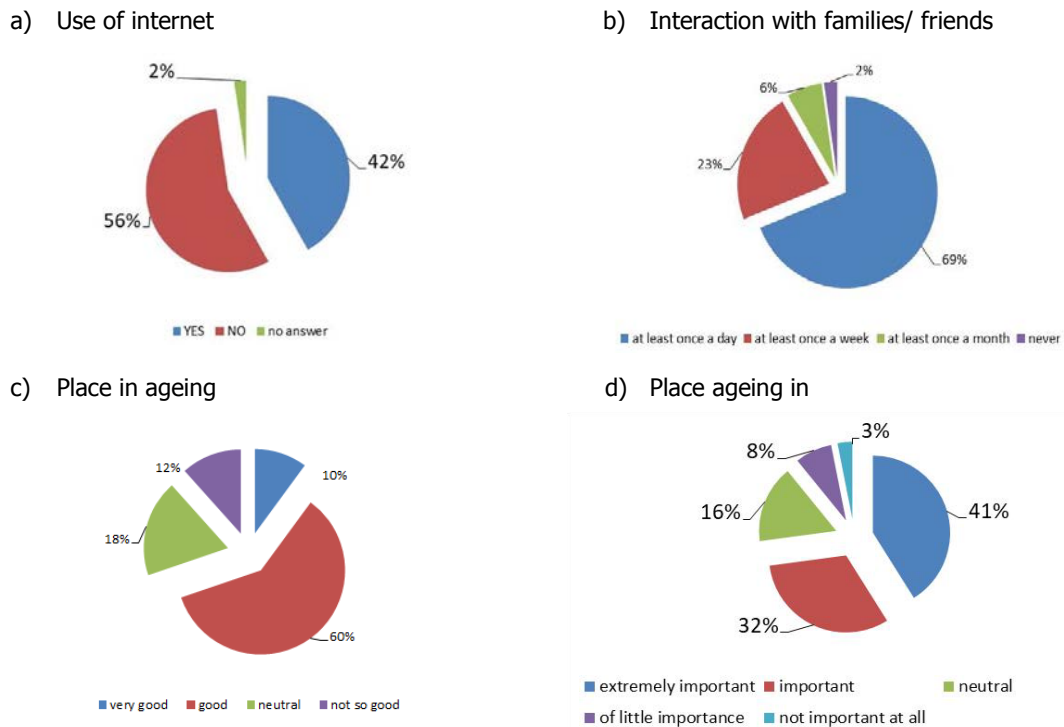 a) Use of internet
2%
42%
56%
YES NO no answer
b) Interaction with families/ friends
2%
6%
23%
69%
at least once a day at least once a week at least once a month never
c) Place in ageing
12%
10%
18%
60%
very good good neutral not so good
d) Place ageing in
3%
8%
16%
41%
32%
extremely important important neutral
of little importance not important at all